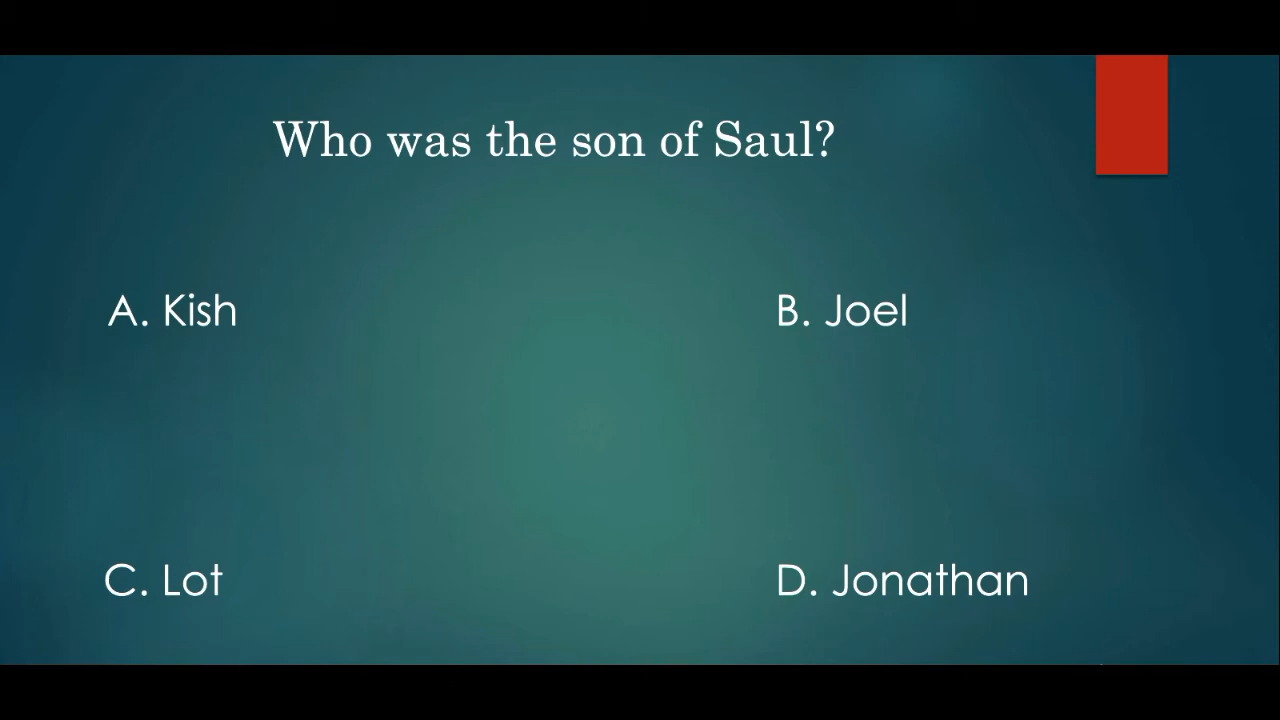 Who was the son of Saul?
A. Kish
B. Joel
C. Lot
D. Jonathan